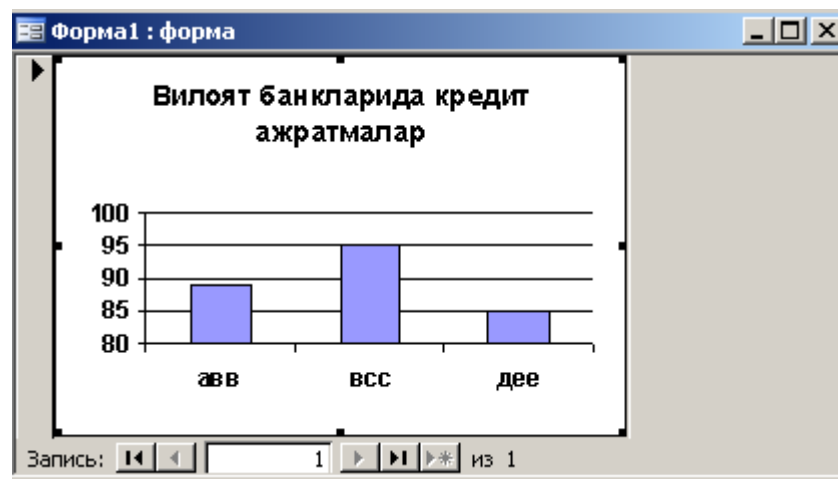 Форма1 : форма
Вилоят банкларида кредит
ажратмалар
100
95
90
85
80
авв
всс
дее
Запись: 1 из 1